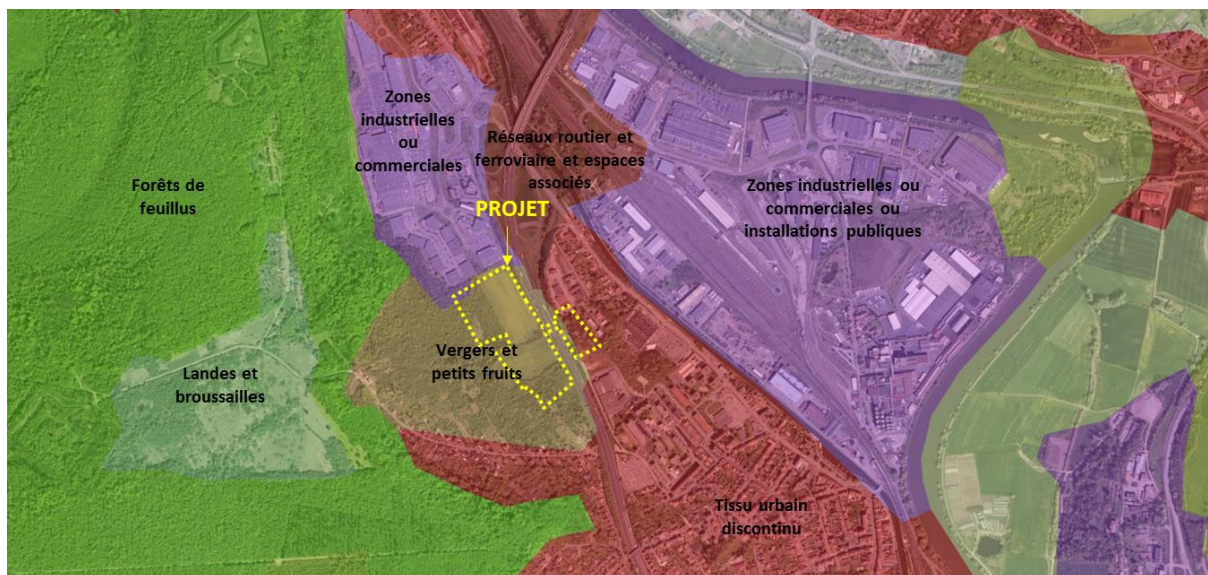 Zones
industrielles
ou
commerciales
Réseaux routier et
ferroviaire et espaces
associés
PROJET
Forêts de
feuillus
Zones industrielles ou
commerciales ou
installations publiques
Vergers et
petits fruits
Landes et
broussailles
Tissu urbain
discontinu